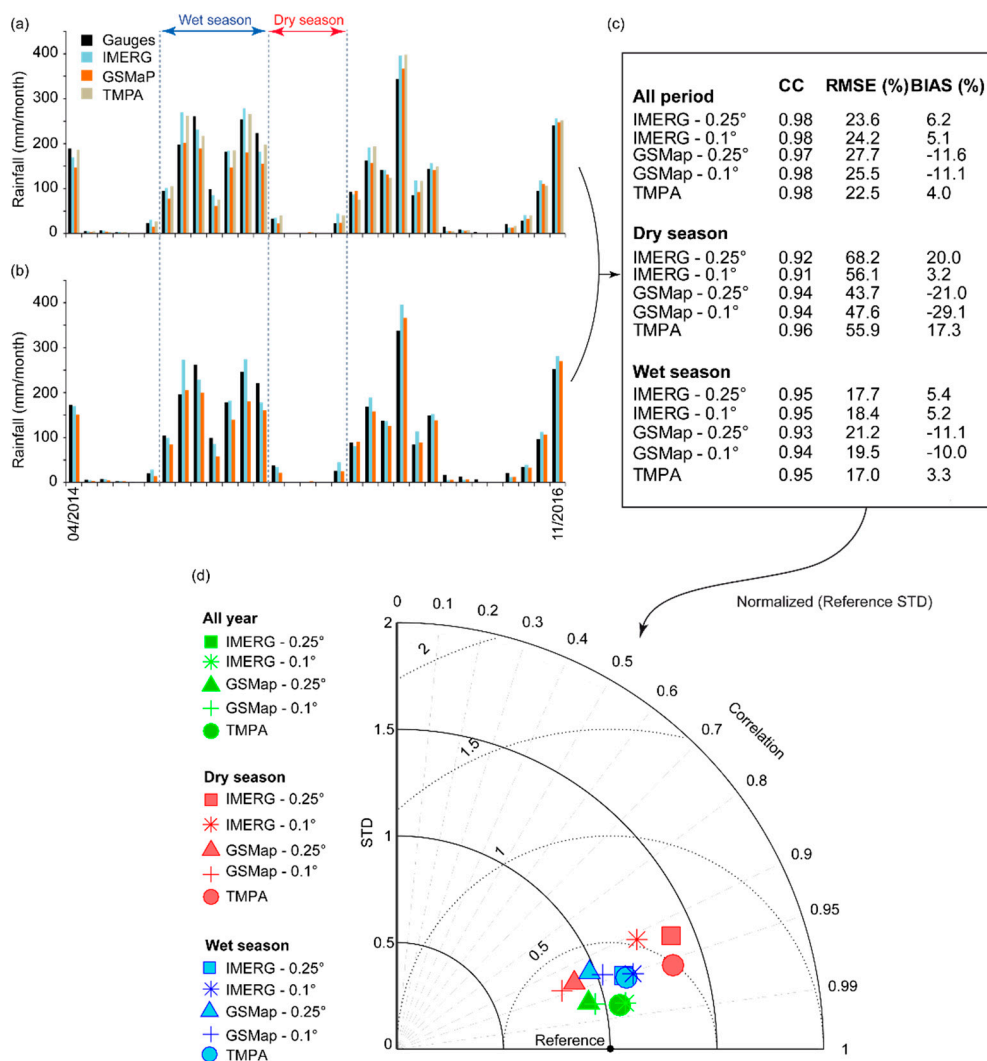 (a)
Wet season
Dry season
Gauges
IMERG
GSMaP
TMPA
Rainfall (mm/month)
400
300
200
100
0
(b)
Rainfall (mm/month)
400
300
200
100
0
04/2014
11/2016
(c)
CC RMSE (%) BIAS (%)
All period
IMERG - 0.25° 0.98 23.6 6.2
IMERG - 0.1° 0.98 24.2 5.1
GSMap - 0.25° 0.97 27.7 -11.6
GSMap - 0.1° 0.98 25.5 -11.1
TMPA 0.98 22.5 4.0
Dry season
IMERG - 0.25° 0.92 68.2 20.0
IMERG - 0.1° 0.91 56.1 3.2
GSMap - 0.25° 0.94 43.7 -21.0
GSMap - 0.1° 0.94 47.6 -29.1
TMPA 0.96 55.9 17.3
Wet season
IMERG - 0.25° 0.95 17.7 5.4
IMERG - 0.1° 0.95 18.4 5.2
GSMap - 0.25° 0.93 21.2 -11.1
GSMap - 0.1° 0.94 19.5 -10.0
TMPA 0.95 17.0 3.3
(d)
All year
IMERG - 0.25°
IMERG - 0.1°
GSMap - 0.25°
GSMap - 0.1°
TMPA
Dry season
IMERG - 0.25°
IMERG - 0.1°
GSMap - 0.25°
GSMap - 0.1°
TMPA
Wet season
IMERG - 0.25°
IMERG - 0.1°
GSMap - 0.25°
GSMap - 0.1°
TMPA
Normalized (Reference STD)
0 0.1 0.2 0.3 0.4 0.5 0.6 0.7 0.8 0.9 0.95 0.99 1
Correlation
STD
2
1.5
1
0.5
0
2
1.5
1
0.5
Reference